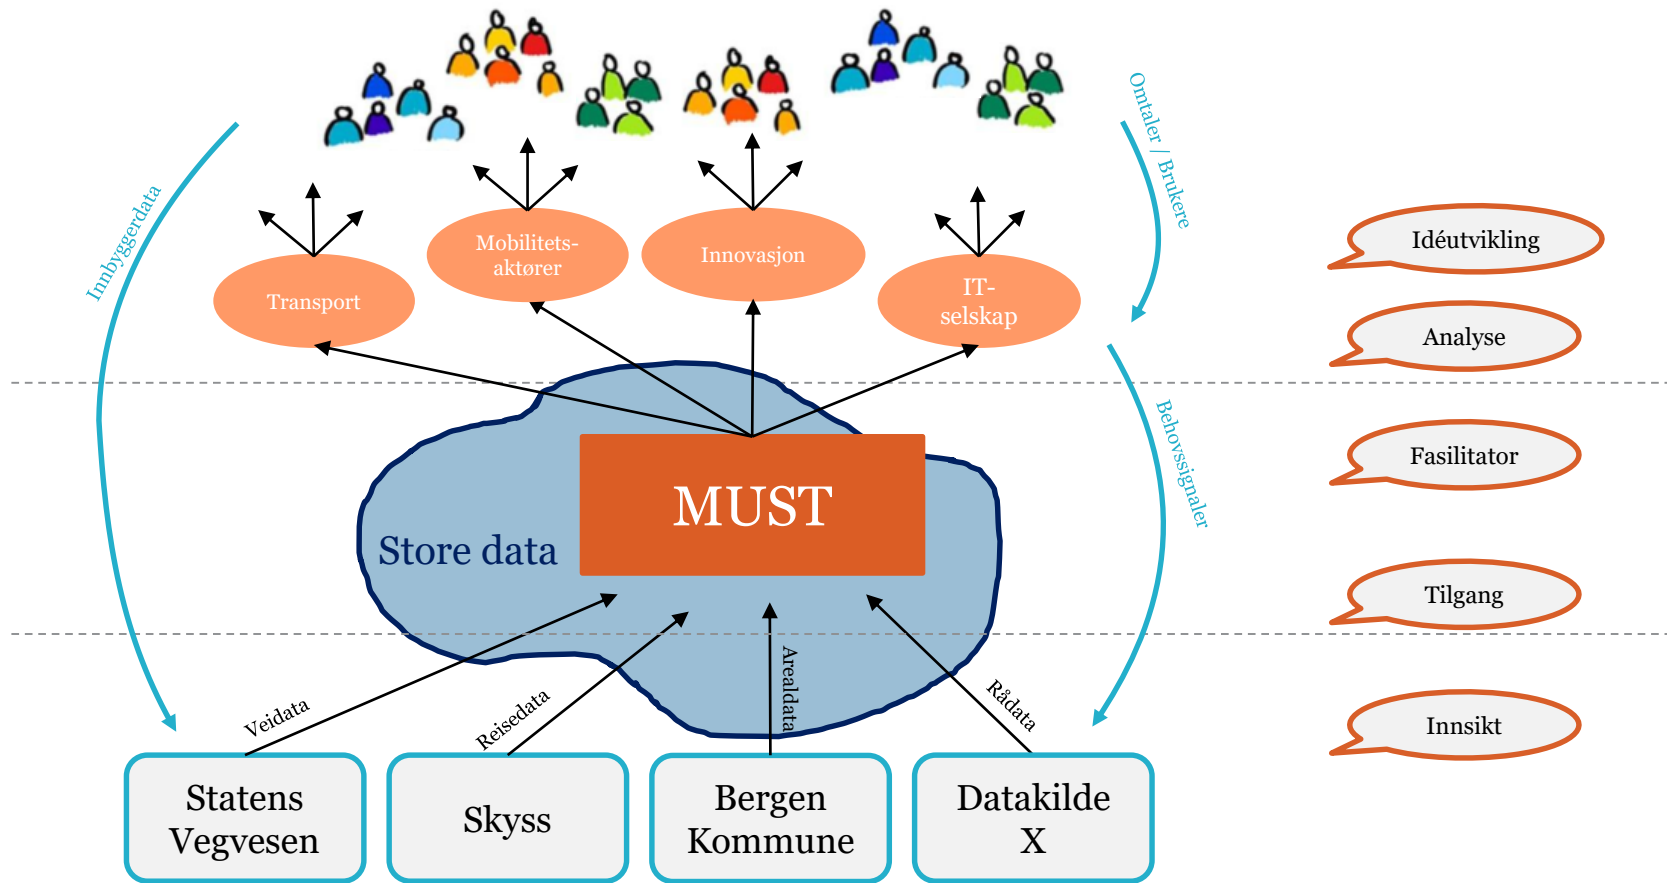 Omtaler / Brukere
Innbyggerdata
Mobilitets-
aktører
Innovasjon
Transport
IT-
selskap
Idéutvikling
Analyse
Behovssignaler
Fasilitator
MUST
Store data
Tilgang
Veidata
Reisedata
Arealdata
Rådata
Innsikt
Statens
Vegvesen
Skyss
Bergen
Kommune
Datakilde
X